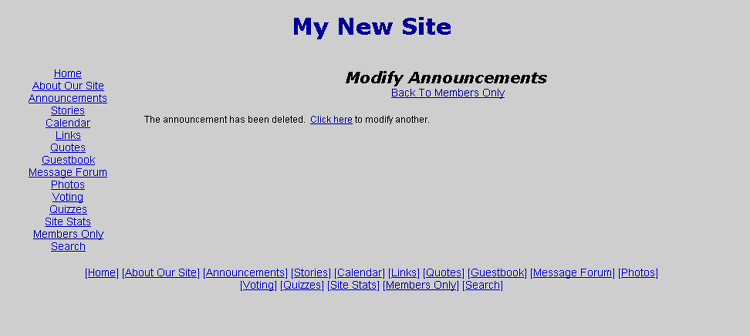 My New Site
Home
About Our Site
Announcements
Stories
Calendar
Links
Quotes
Guestbook
Message Forum
Photos
Voting
Quizzes
Site Stats
Members Only
Search
Modify Announcements
Back To Members Only
The announcement has been deleted. Click here to modify another.
[Home] [About Our Site] [Announcements] [Stories] [Calendar] [Links] [Quotes] [Guestbook] [Message Forum] [Photos]
[Voting] [Quizzes] [Site Stats] [Members Only] [Search]